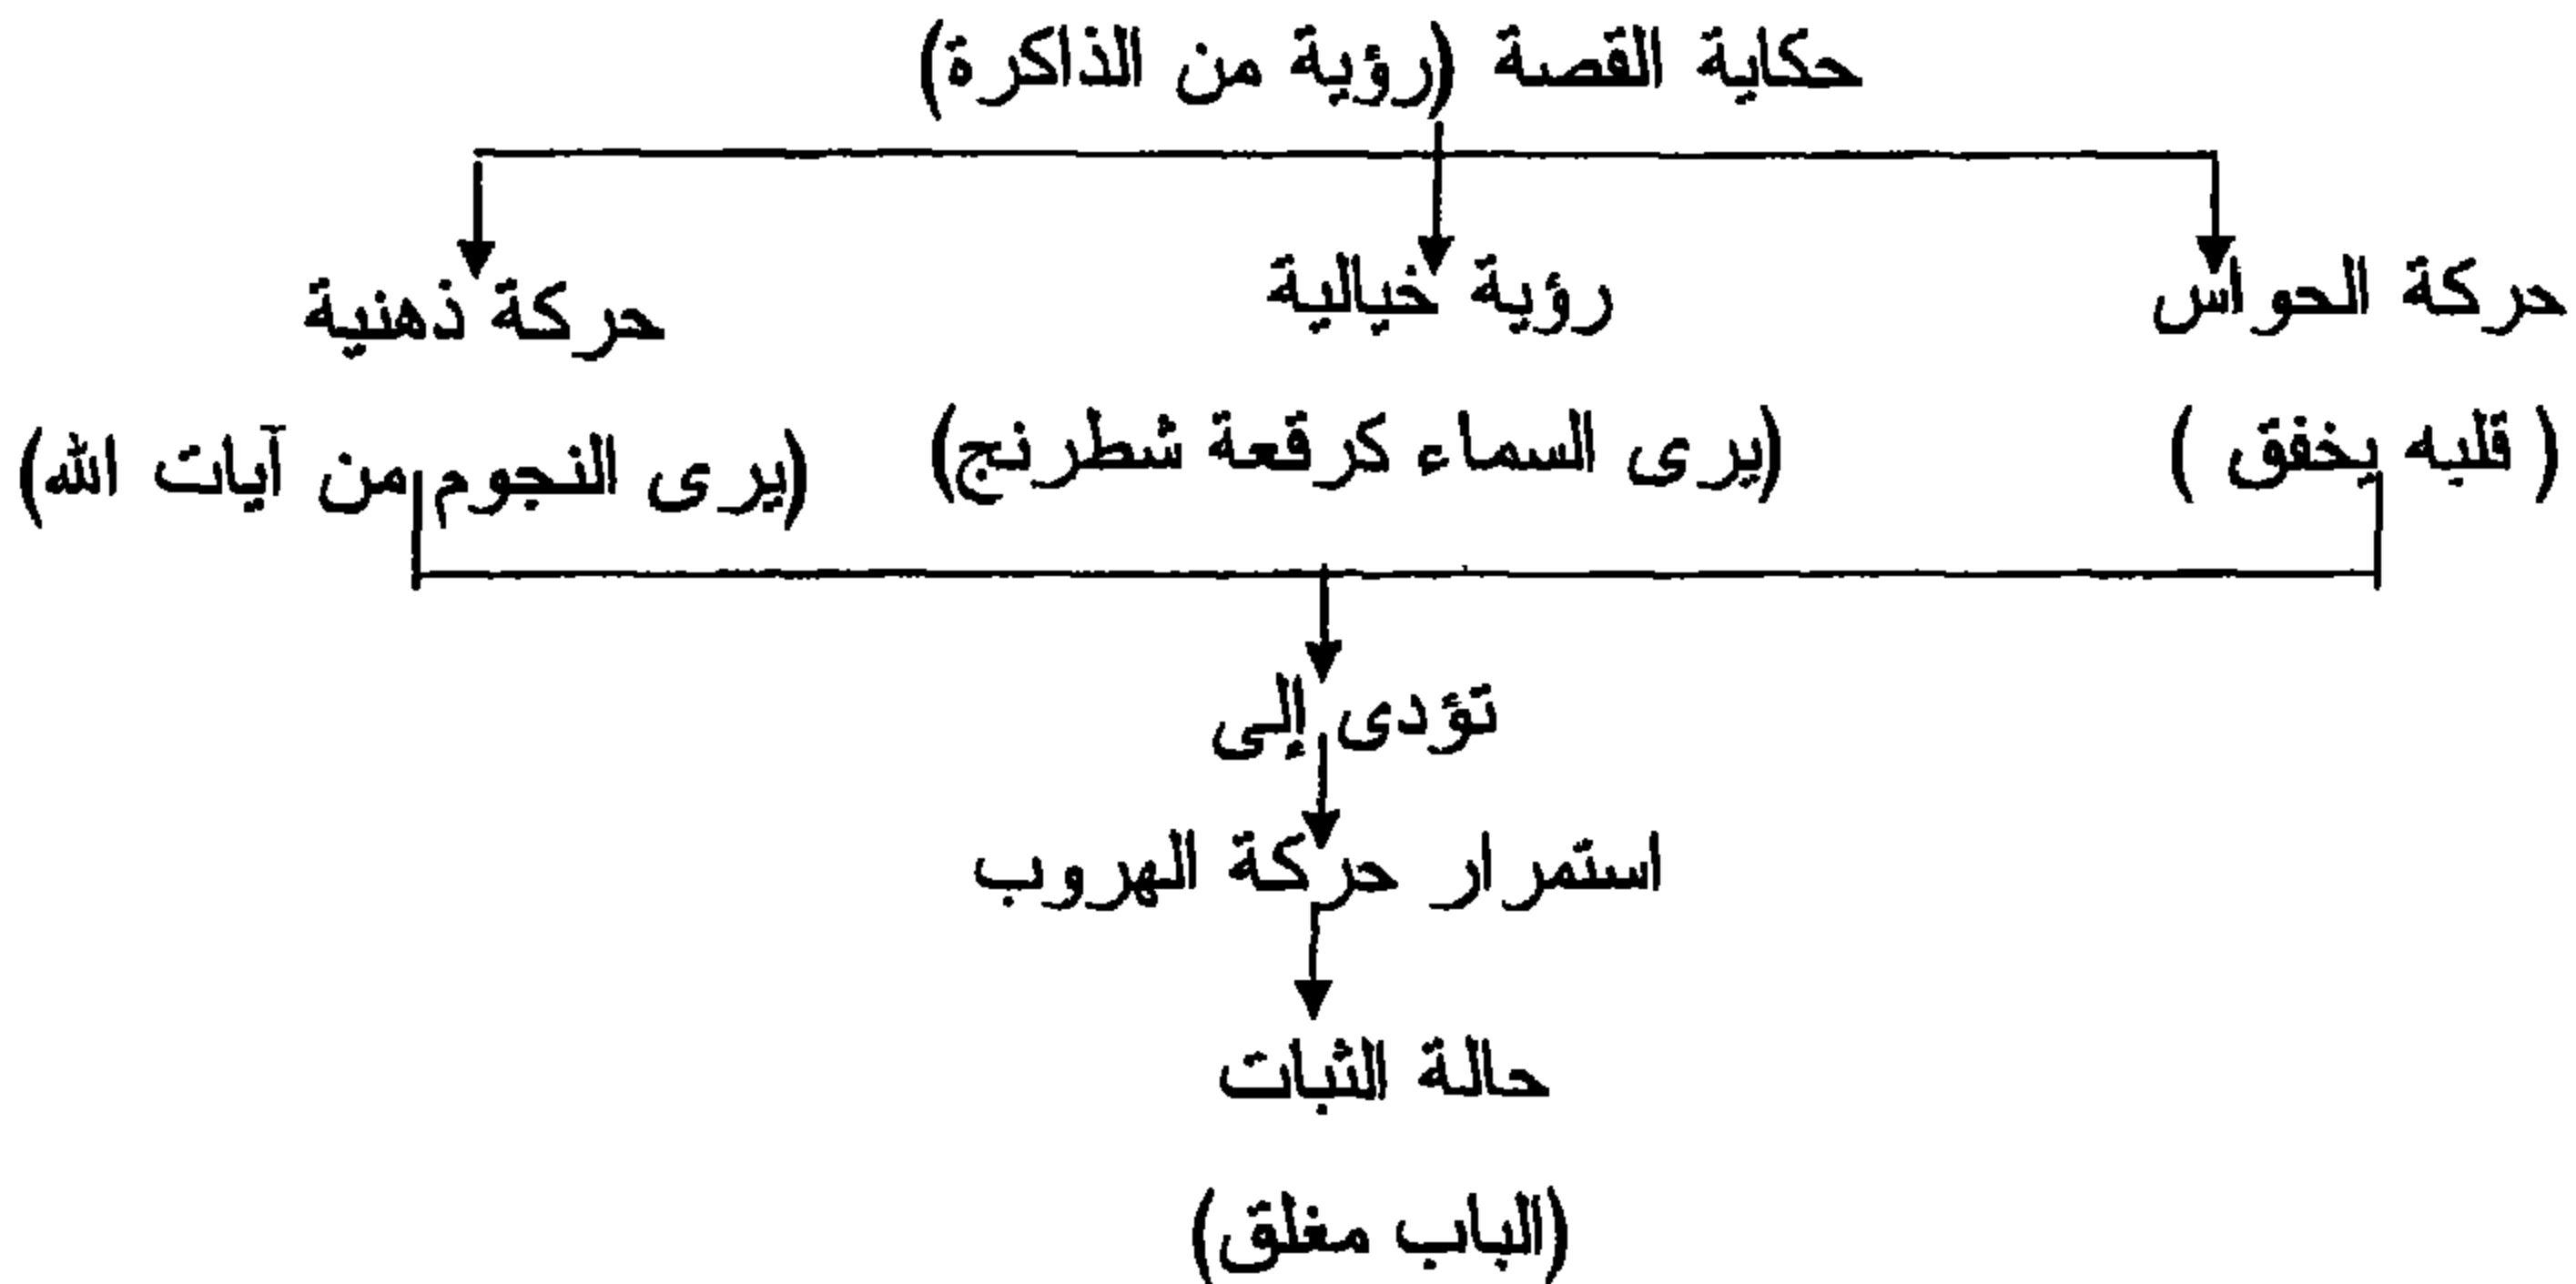 حكاية القصة (رؤية من الذاكرة)
حركة الحواس
رؤية خيالية
حركة ذهنية
( قلبه يخفق )
(يرى السماء كرقعة شطرنج)
(يرى النجوم من آيات الله)
تؤدى إلى
استمرار حركة الهروب
حالة الثبات
(الباب مغلق)